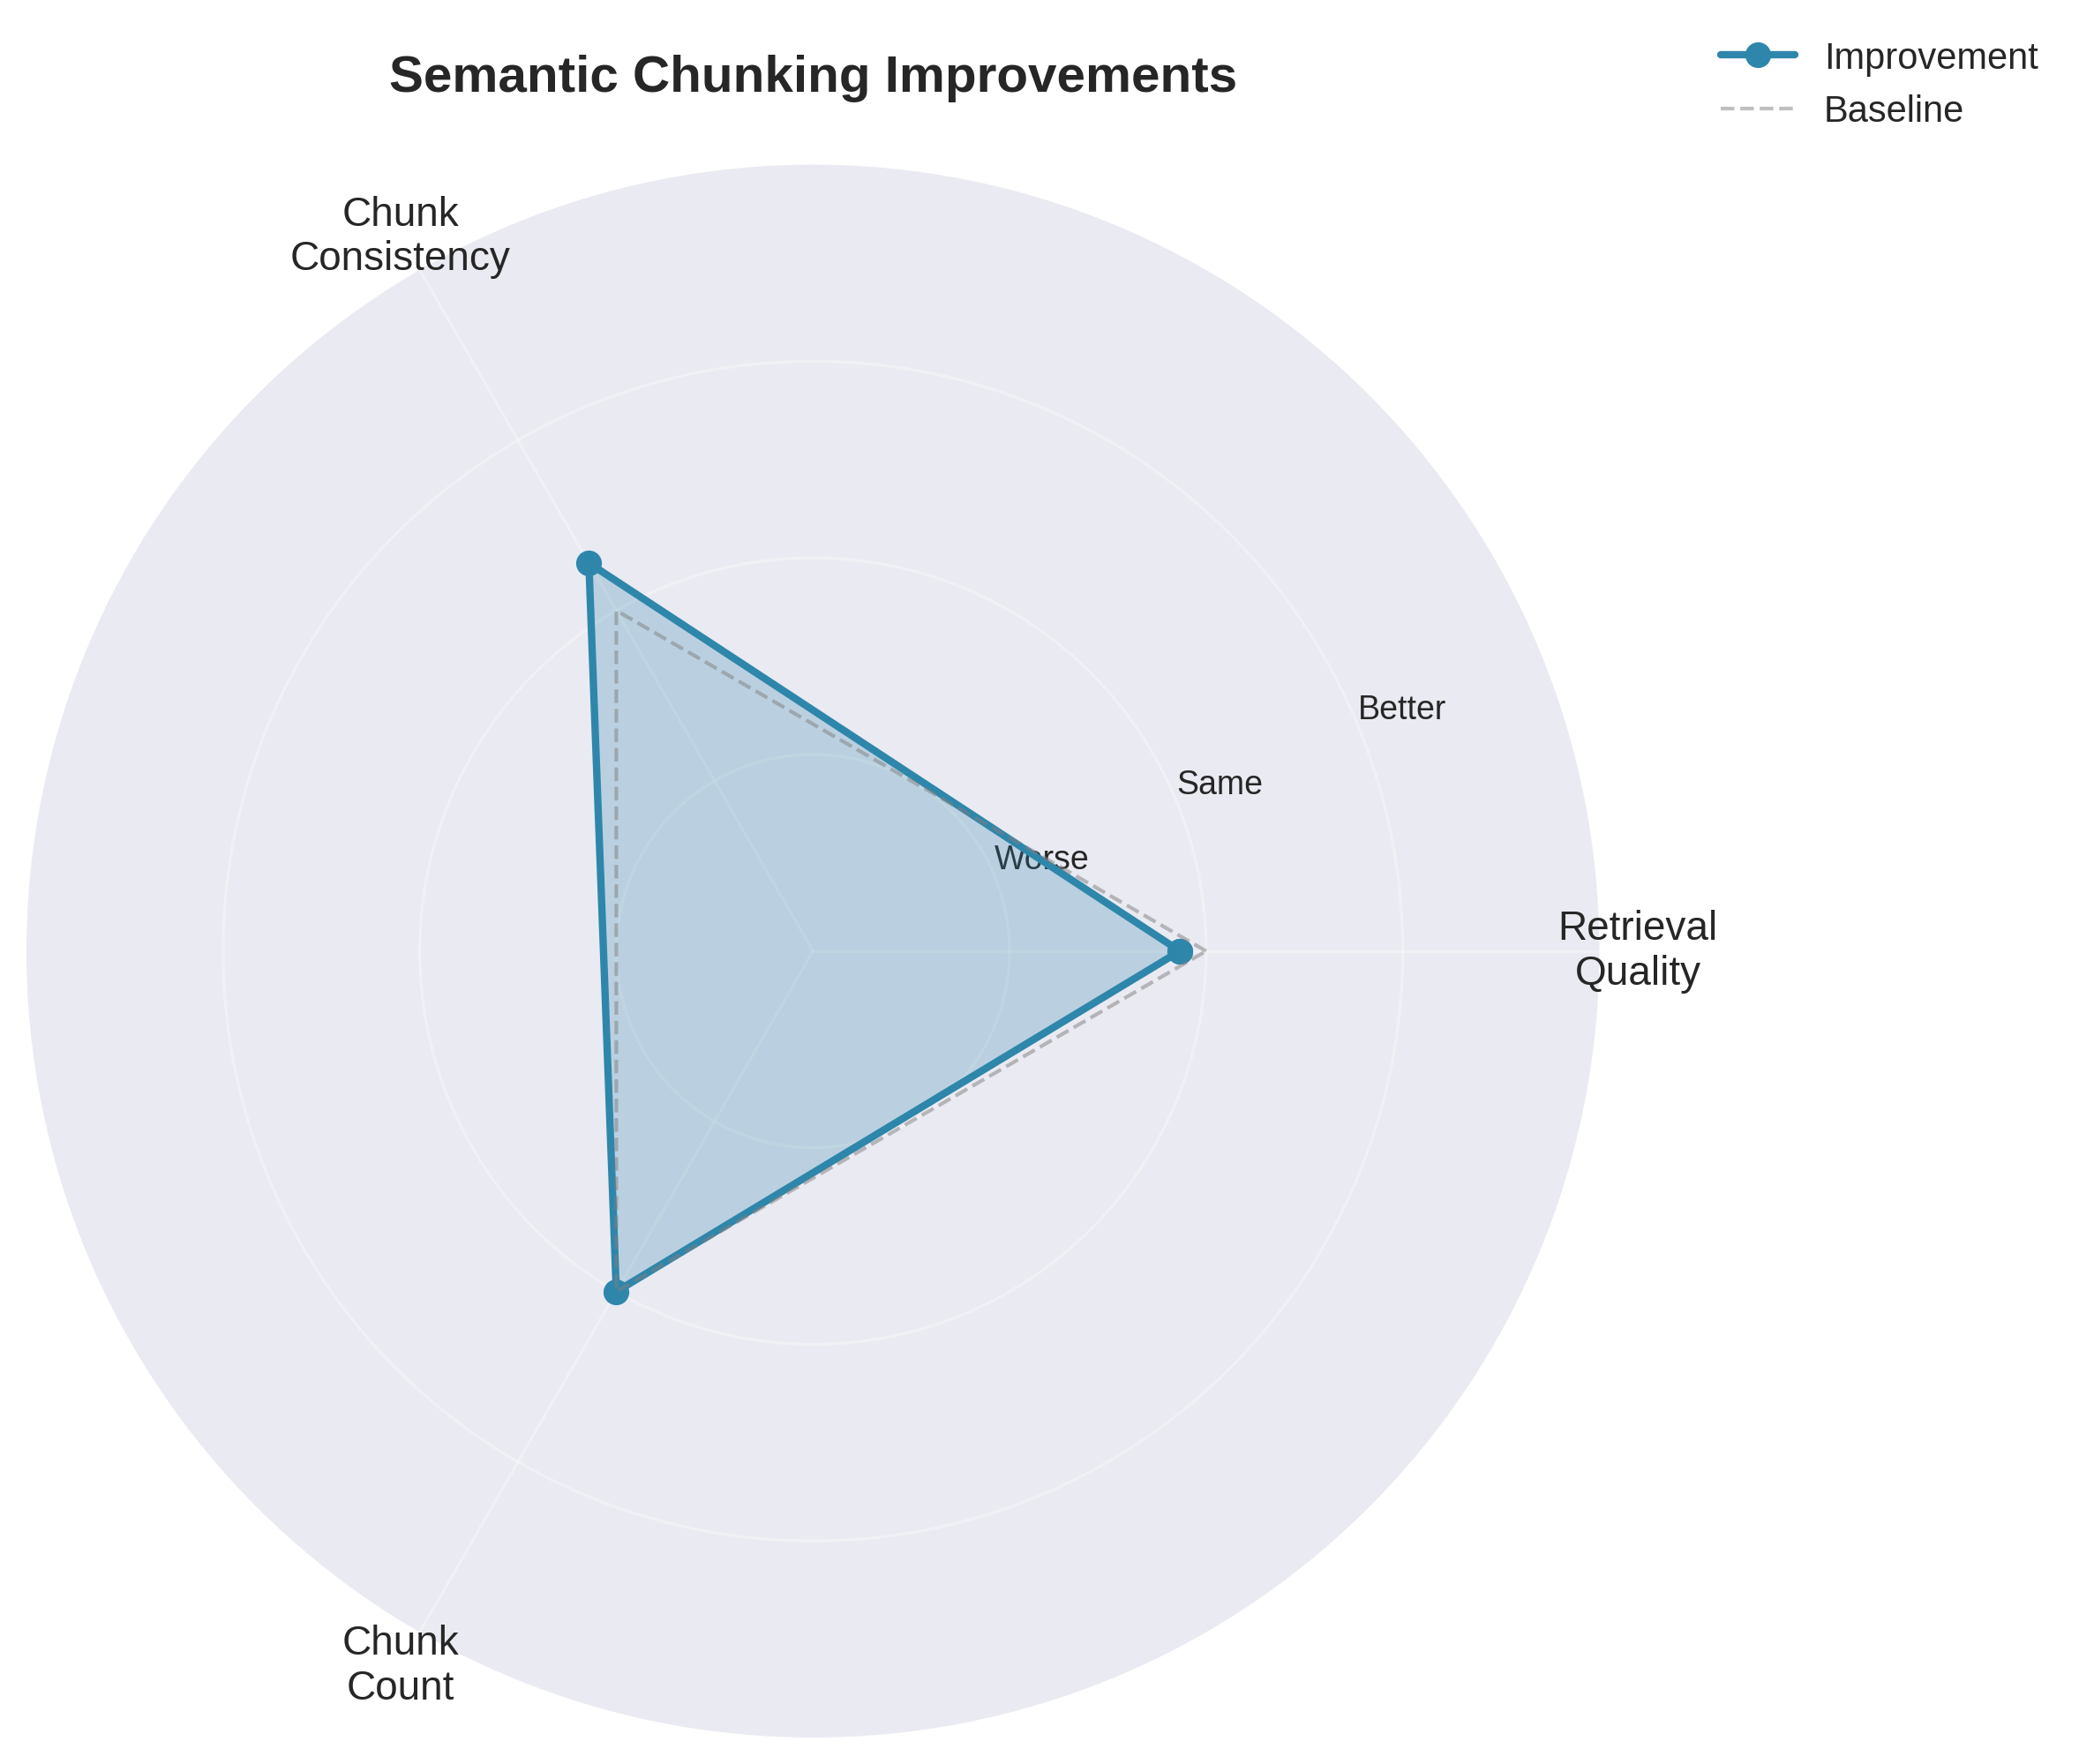 Semantic Chunking Improvements
Improvement
Baseline
Chunk
Consistency
Better
Same
Worse
Retrieval
Quality
Chunk
Count